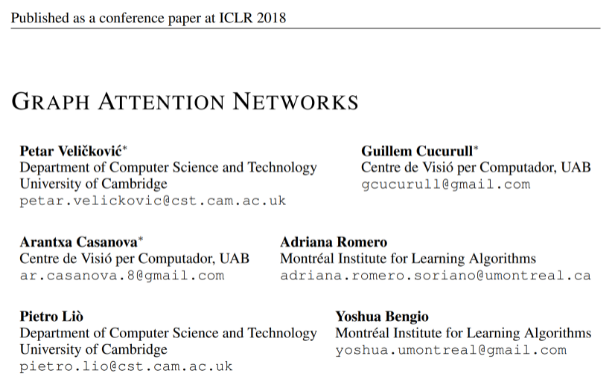 Published as a conference paper at ICLR 2018
GRAPH ATTENTION NETWORKS
Petar Veličković*
Department of Computer Science and Technology
University of Cambridge
petar.velickovic@cst.cam.ac.uk
Guillem Cucurull*
Centre de Visió per Computador, UAB
gcucurull@gmail.com
Arantxa Casanova*
Centre de Visió per Computador, UAB
ar.casanova.8@gmail.com
Adriana Romero
Montréal Institute for Learning Algorithms
adriana.romero.soriano@umontreal.ca
Pietro Liò
Department of Computer Science and Technology
University of Cambridge
pietro.lio@cst.cam.ac.uk
Yoshua Bengio
Montréal Institute for Learning Algorithms
yoshua.umontreal@gmail.com